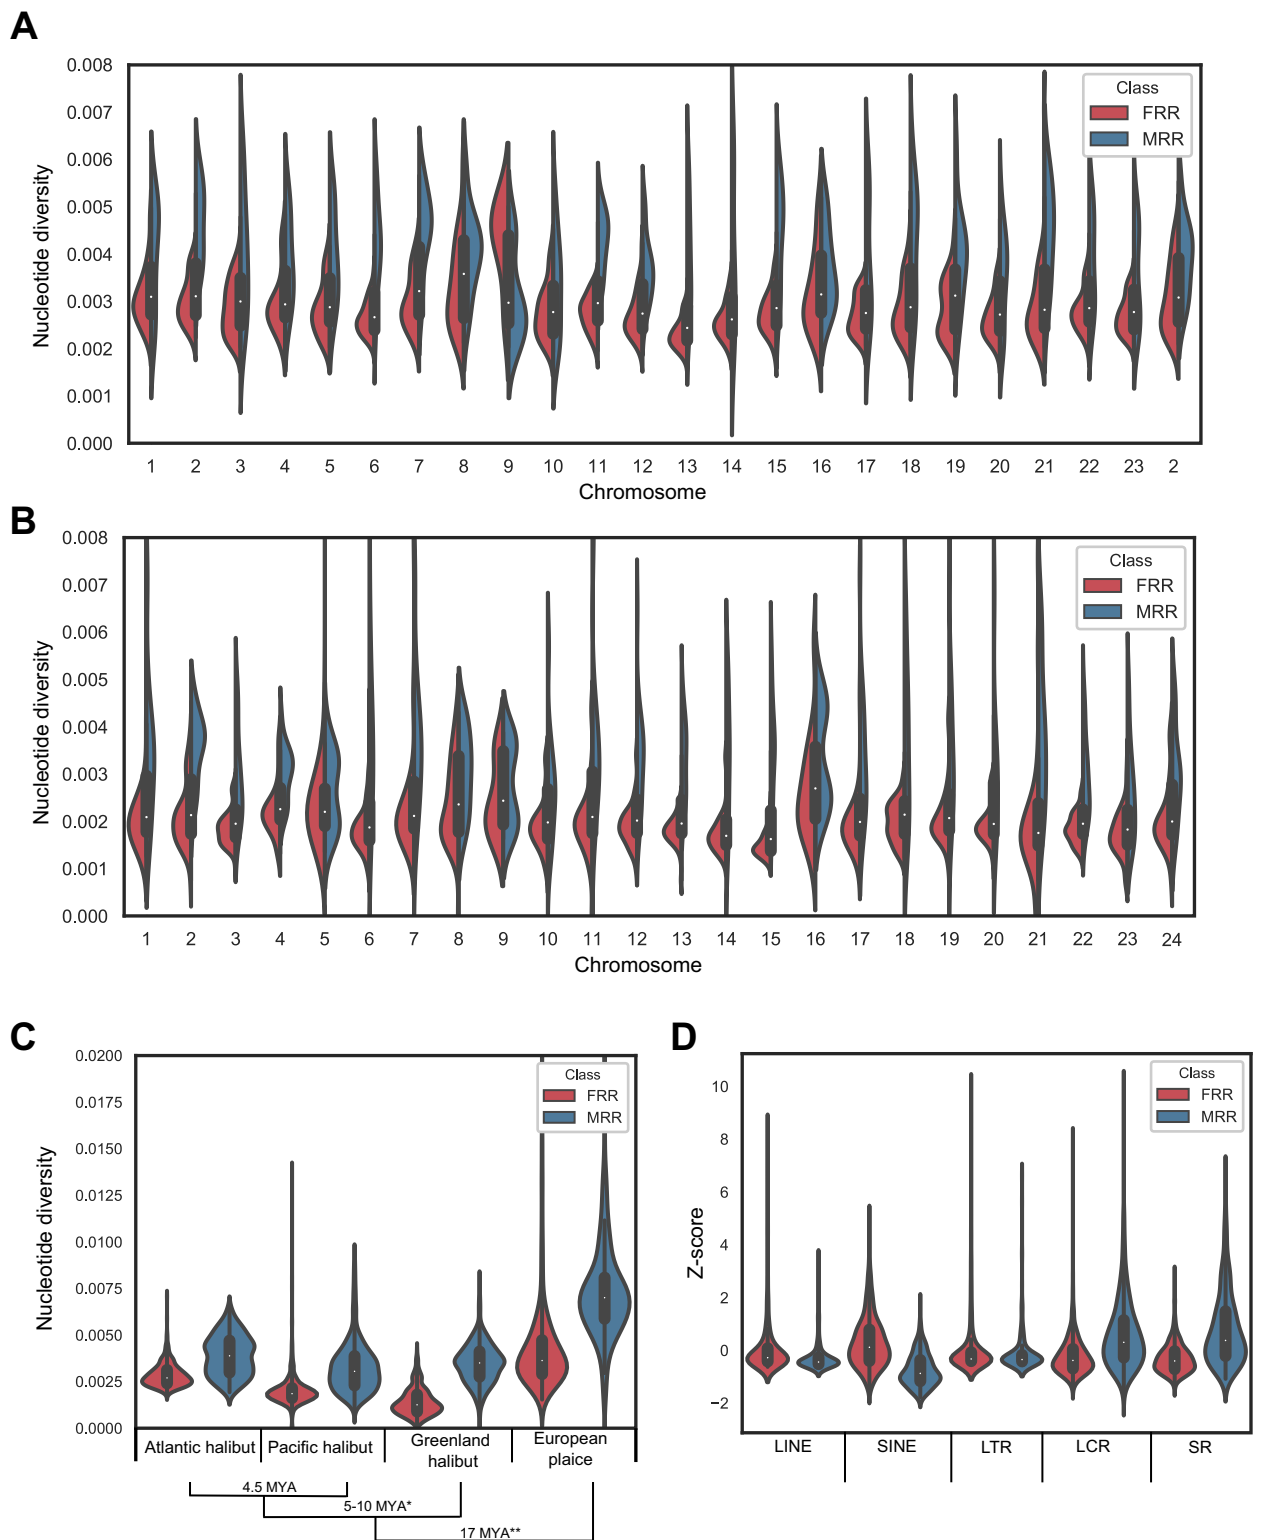 A
Nucleotide diversity
0.008
0.007
0.006
0.005
0.004
0.003
0.002
0.001
0.000
Class
FRR
MRR
1 2 3 4 5 6 7 8 9 10 11 12 13 14 15 16 17 18 19 20 21 22 23 2
Chromosome
B
Nucleotide diversity
0.008
0.007
0.006
0.005
0.004
0.003
0.002
0.001
0.000
Class
FRR
MRR
1 2 3 4 5 6 7 8 9 10 11 12 13 14 15 16 17 18 19 20 21 22 23 24
Chromosome
C
Nucleotide diversity
0.0200
0.0175
0.0150
0.0125
0.0100
0.0075
0.0050
0.0025
0.0000
Class
FRR
MRR
Atlantic halibut Pacific halibut Greenland halibut European plaice
4.5 MYA
5-10 MYA*
17 MYA**
D
Z-score
10
8
6
4
2
0
−2
Class
FRR
MRR
LINE SINE LTR LCR SR